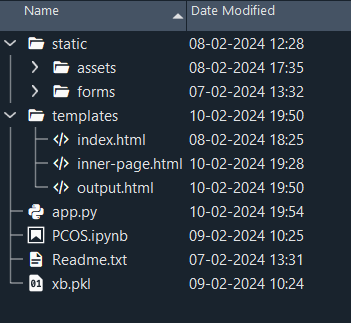 Name Date Modified
static 08-02-2024 12:28
assets 08-02-2024 17:35
forms 07-02-2024 13:32
templates 10-02-2024 19:50
index.html 08-02-2024 18:25
inner-page.html 10-02-2024 19:28
output.html 10-02-2024 19:50
app.py 10-02-2024 19:54
PCOS.ipynb 09-02-2024 10:25
Readme.txt 07-02-2024 13:31
01 xb.pkl 09-02-2024 10:24